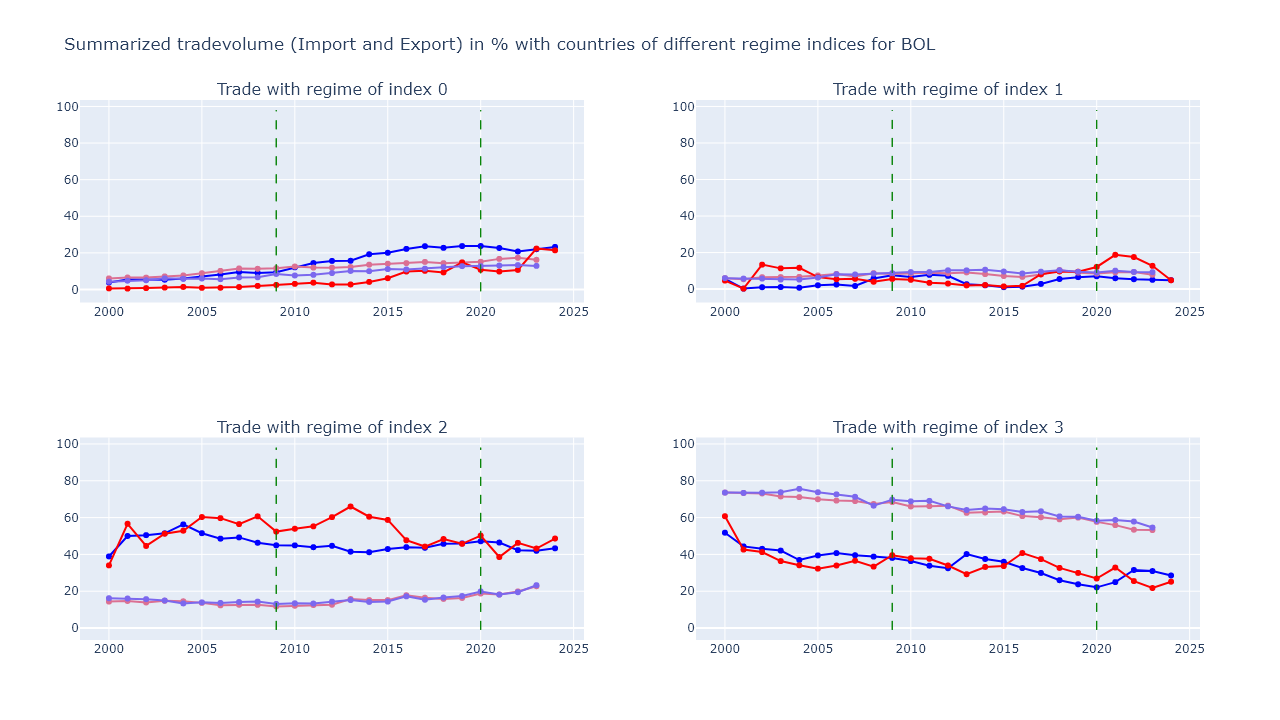 Summarized tradevolume (Import and Export) in % with countries of different regime indices for BOL
Trade with regime of index 0
Trade with regime of index 1
100
80
60
40
20
0
2000 2005 2010 2015 2020 2025
100
80
60
40
20
0
2000 2005 2010 2015 2020 2025
Trade with regime of index 2
Trade with regime of index 3
100
80
60
40
20
0
2000 2005 2010 2015 2020 2025
100
80
60
40
20
0
2000 2005 2010 2015 2020 2025